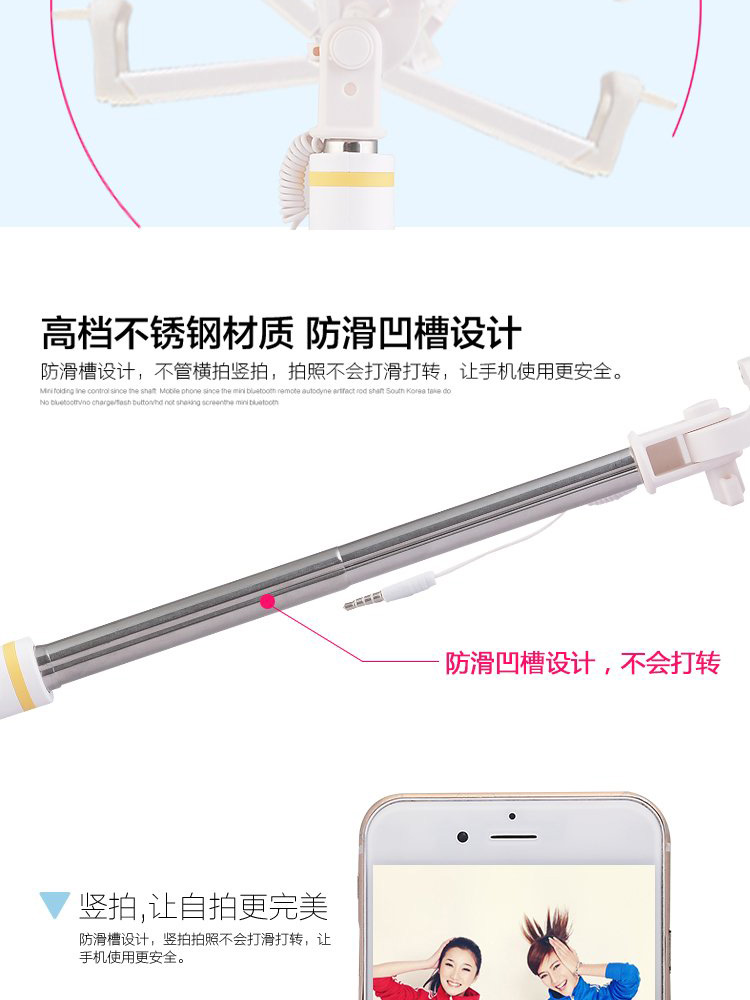 高档不锈钢材质 防滑凹槽设计
防滑槽设计，不管横拍竖拍，拍照不会打滑打转，让手机使用更安全。
Mini folding line control since the shaft  Mobile phone since the mini bluetooth remote autodyne artifact rod shaft South Korea take do
No bluetooth/no charge/flash button/hd not shaking screenthe mini bluetooth
防滑凹槽设计，不会打转
竖拍,让自拍更完美
防滑槽设计，竖拍拍照不会打滑打转，让
手机使用更安全。